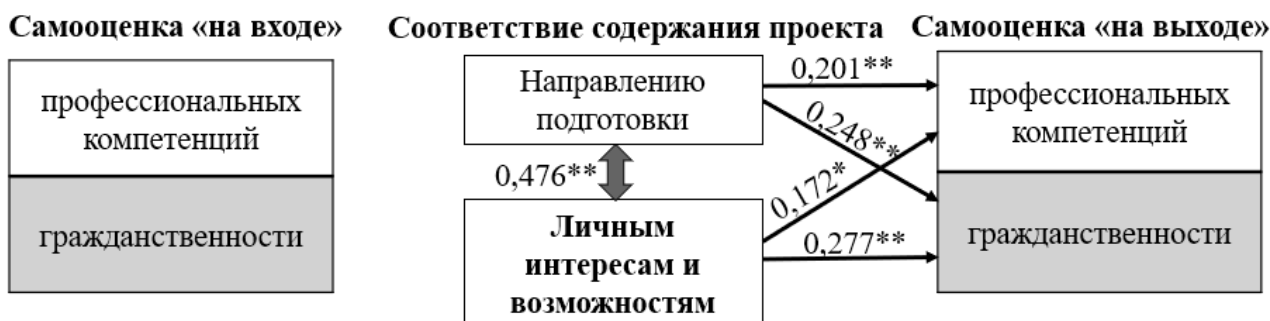 Самооценка «на входе»
профессиональных
компетенций
гражданственности
Соответствие содержания проекта
Направлению
подготовки
0,476**
Личным
интересам и
возможностям
0,201**
0,248**
0,172*
0,277**
Самооценка «на выходе»
профессиональных
компетенций
гражданственности